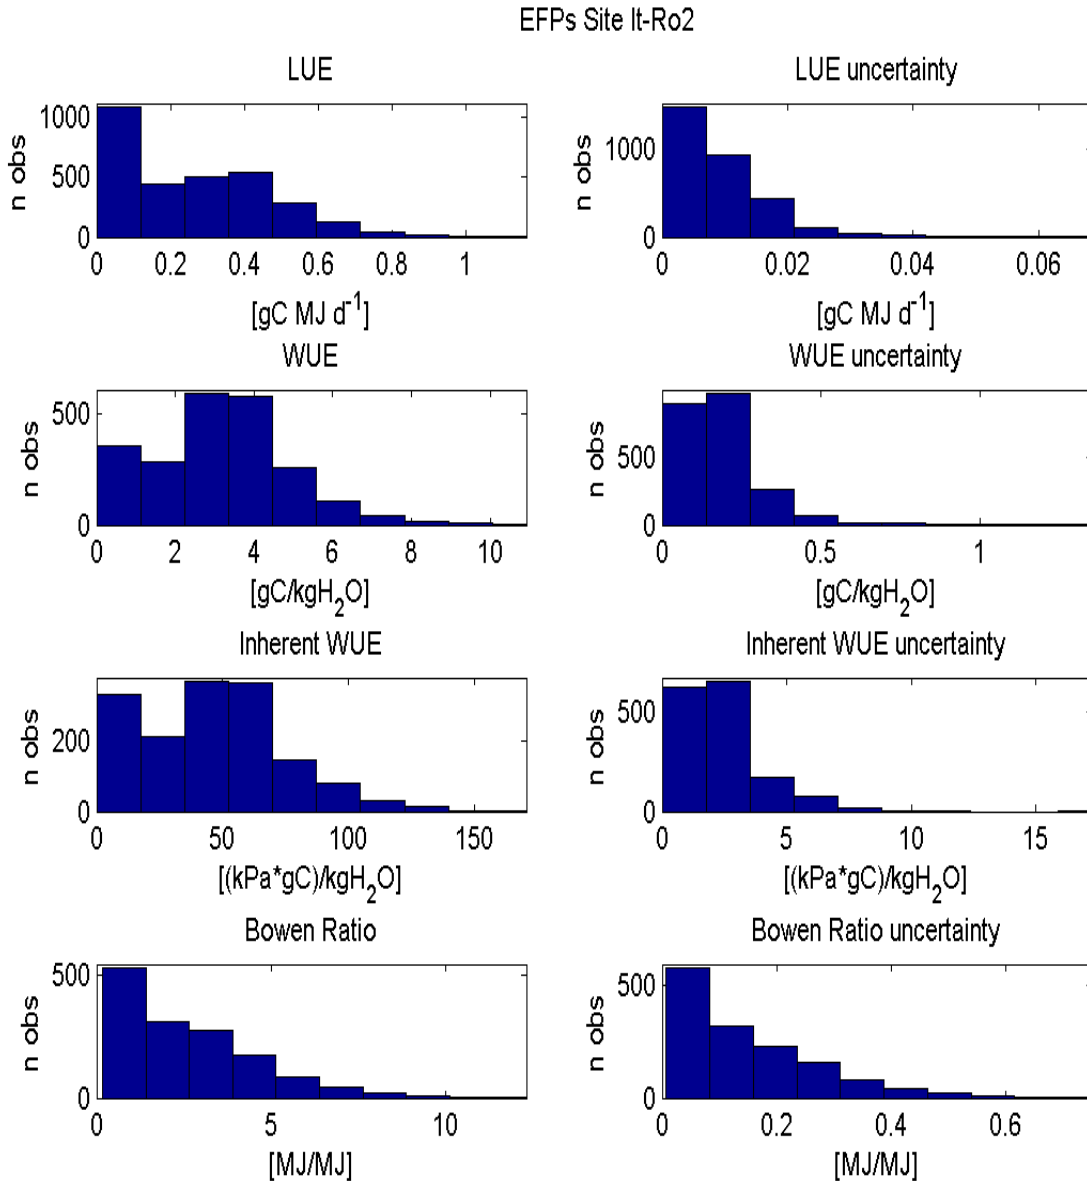 EFPs Site It-Ro2
LUE
n obs
1000
500
0
0 0.2 0.4 0.6 0.8 1
[gC MJ d⁻¹]
LUE uncertainty
n obs
1000
0
0 0.02 0.04 0.06
[gC MJ d⁻¹]
WUE
n obs
500
0
0 2 4 6 8 10
[gC/kgH₂O]
WUE uncertainty
n obs
500
0
0 0.5 1
[gC/kgH₂O]
Inherent WUE
n obs
200
0
0 50 100 150
[(kPa*gC)/kgH₂O]
Inherent WUE uncertainty
n obs
500
0
0 5 10 15
[(kPa*gC)/kgH₂O]
Bowen Ratio
n obs
500
0
0 5 10
[MJ/MJ]
Bowen Ratio uncertainty
n obs
500
0
0 0.2 0.4 0.6
[MJ/MJ]